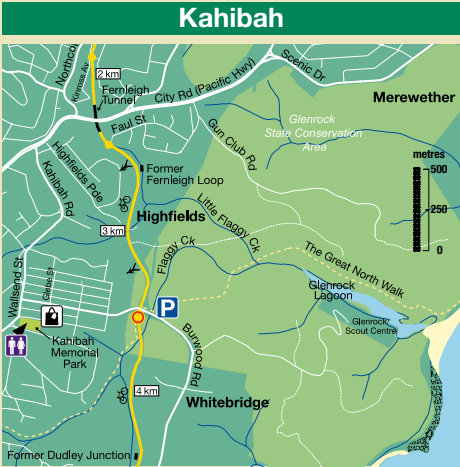 Kahibah
Northcott
Kinross Av
2 km
Fernleigh
Tunnel
City Rd (Pacific Hwy)
Scenic Dr
Merewether
Glenrock
State Conservation
Area
Faul St
Gun Club Rd
Highfields Pde
Kahibah Rd
Former
Fernleigh Loop
metres
500
250
0
Little Flaggy Ck
Highfields
3 km
Flaggy Ck
The Great North Walk
Wallsend St
Glebe St
Glenrock
Lagoon
P
Glenrock
Scout Centre
Kahibah
Memorial
Park
Burwood Rd
4 km
Whitebridge
Former Dudley Junction